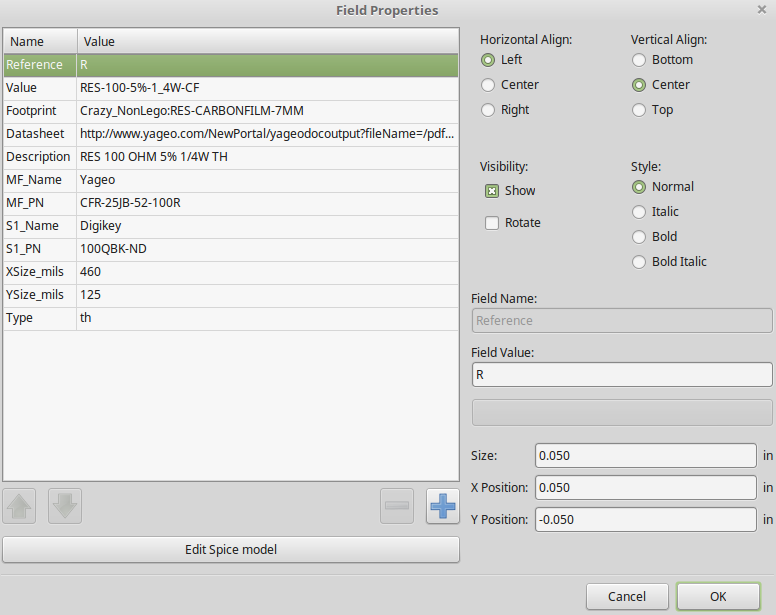 Field Properties
Name Value
Reference R
Value RES-100-5%-1_4W-CF
Footprint Crazy_NonLego:RES-CARBONFILM-7MM
Datasheet http://www.yageo.com/NewPortal/yageodocoutput?fileName=/pdf...
Description RES 100 OHM 5% 1/4W TH
MF_Name Yageo
MF_PN CFR-25JB-52-100R
S1_Name Digikey
S1_PN 100QBK-ND
XSize_mils 460
YSize_mils 125
Type th
Edit Spice model
Horizontal Align:
Left
Center
Right
Vertical Align:
Bottom
Center
Top
Visibility:
Show
Rotate
Style:
Normal
Italic
Bold
Bold Italic
Field Name:
Reference
Field Value:
R
Size: 0.050 in
X Position: 0.050 in
Y Position: -0.050 in
Cancel OK